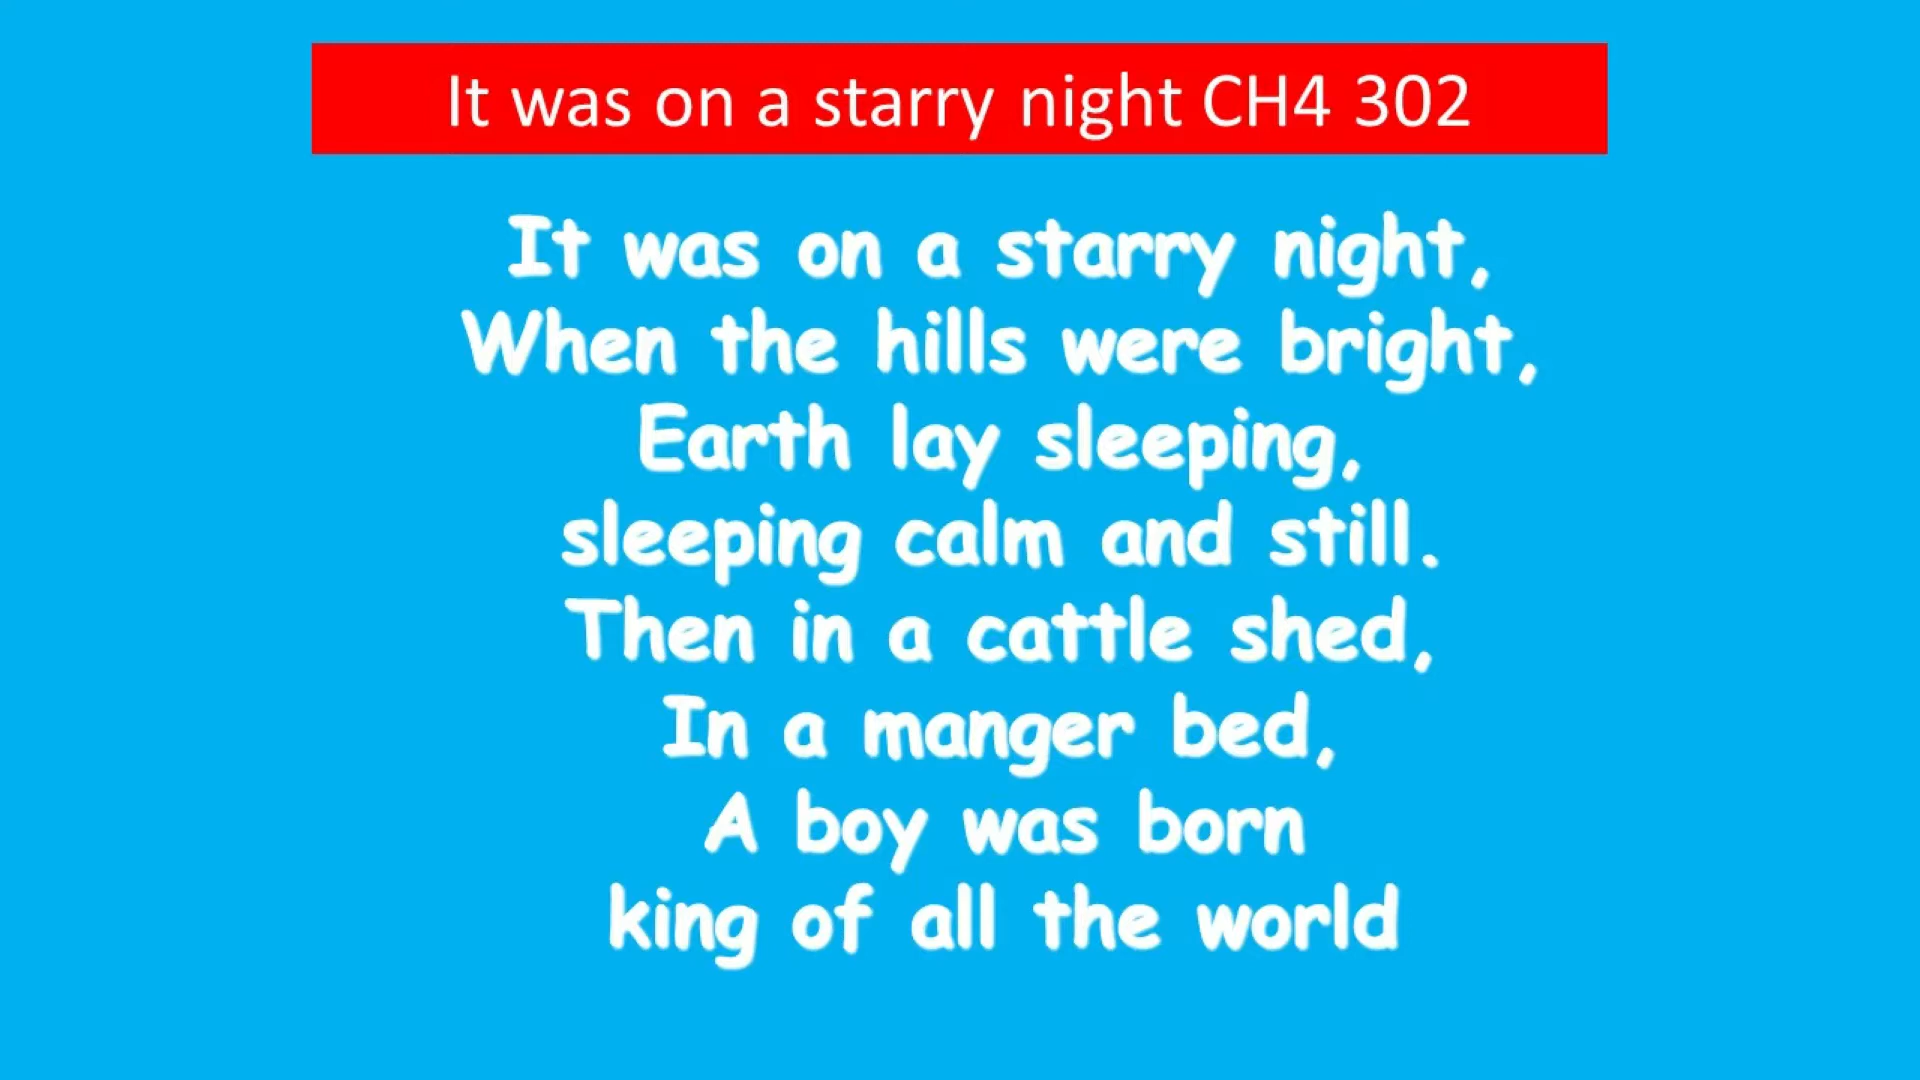 It was on a starry night CH4 302
It was on a starry night,
When the hills were bright,
Earth lay sleeping,
sleeping calm and still.
Then in a cattle shed,
In a manger bed,
A boy was born
king of all the world